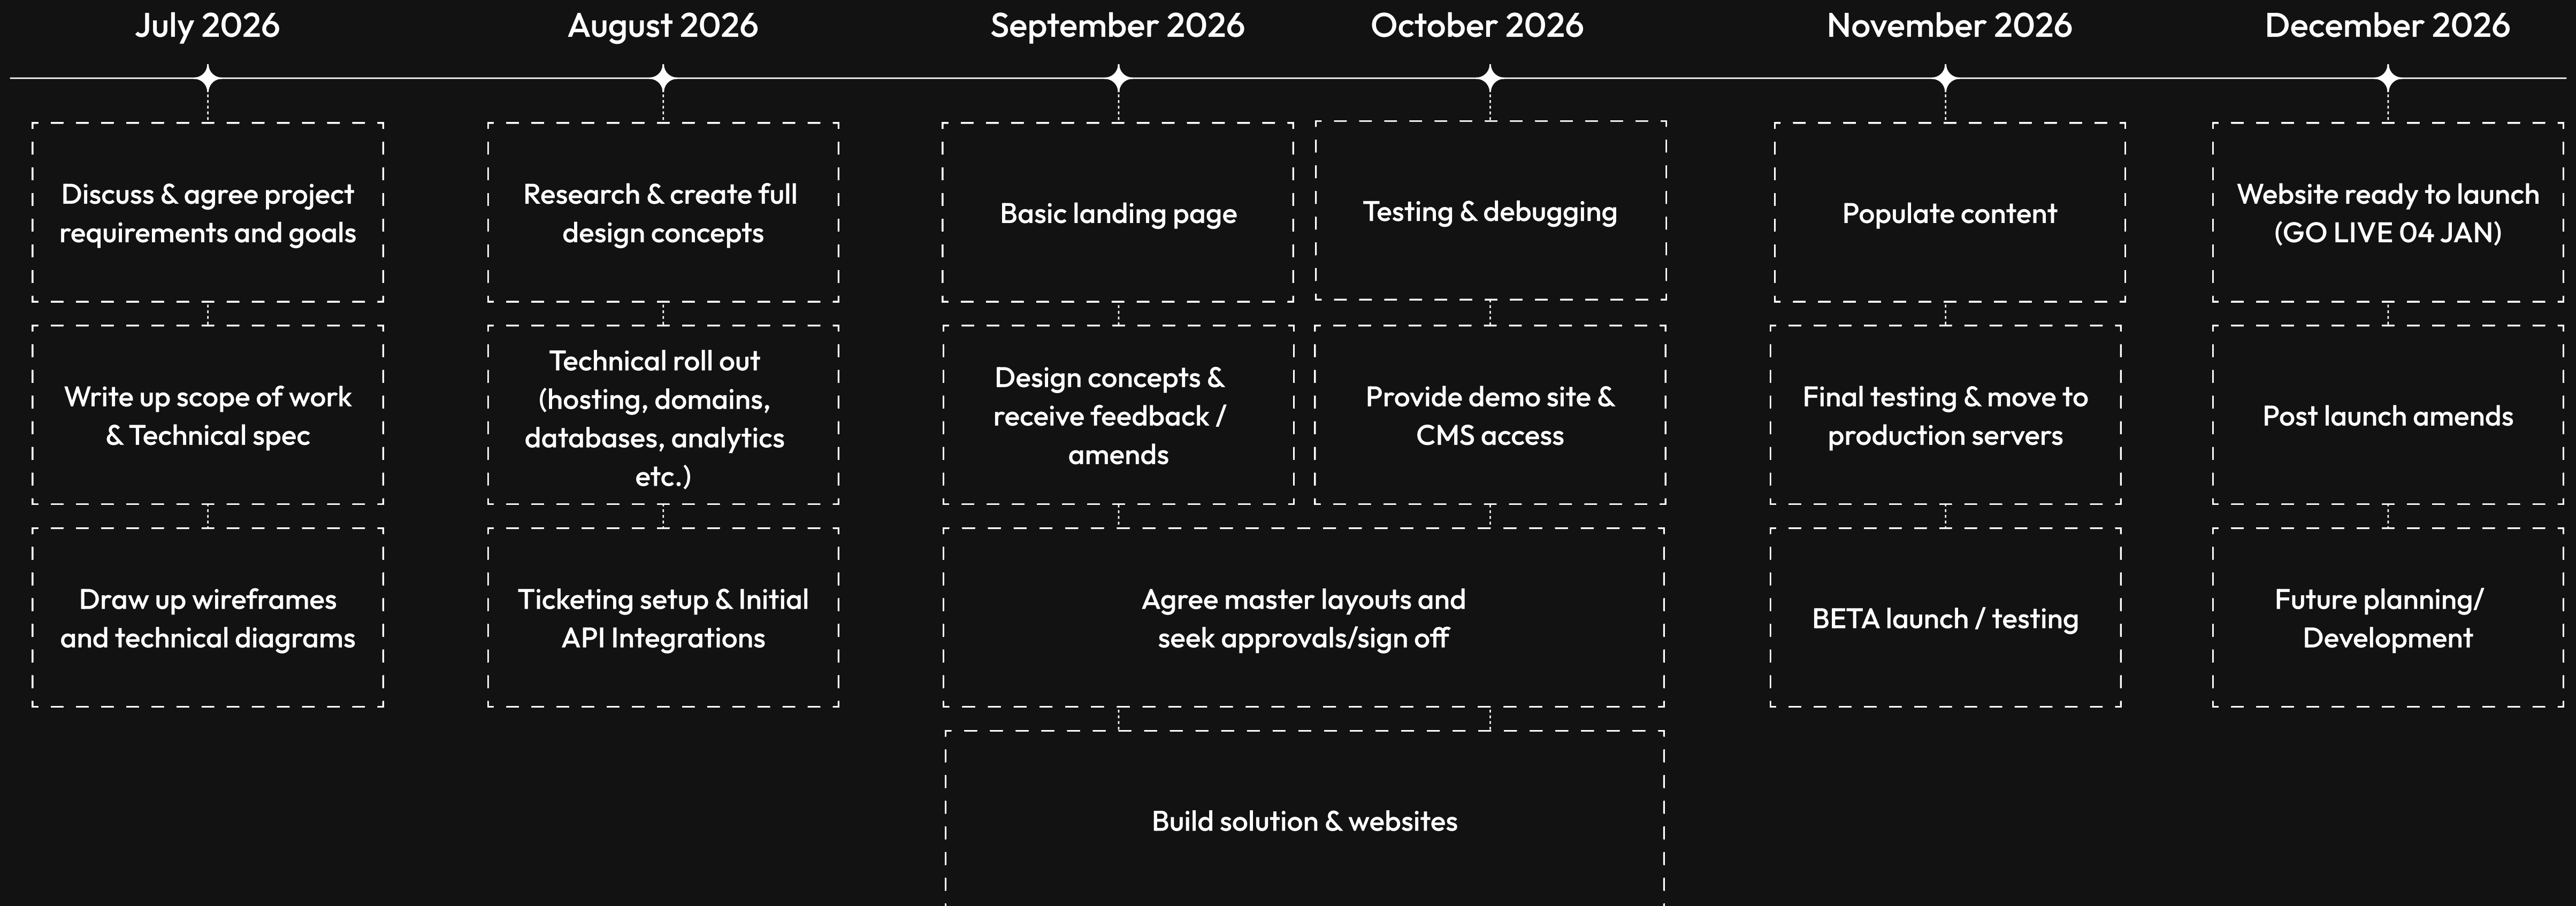 July 2026
August 2026
September 2026
October 2026
November 2026
December 2026
Discuss & agree project
requirements and goals
Research & create full
design concepts
Basic landing page
Testing & debugging
Populate content
Website ready to launch
(GO LIVE 04 JAN)
Write up scope of work
& Technical spec
Technical roll out
(hosting, domains,
databases, analytics
etc.)
Design concepts &
receive feedback /
amends
Provide demo site &
CMS access
Final testing & move to
production servers
Post launch amends
Draw up wireframes
and technical diagrams
Ticketing setup & Initial
API Integrations
Agree master layouts and
seek approvals/sign off
BETA launch / testing
Future planning/
Development
Build solution & websites